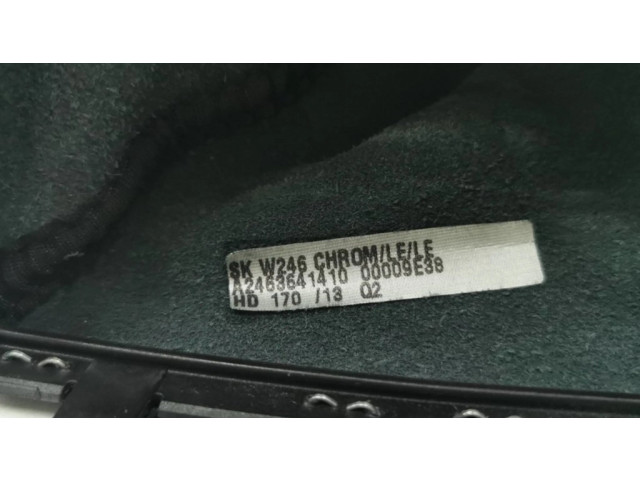 SK W246 CHROM/LE/LE
A2463641410 00009E38
HD 170 /13 Q2